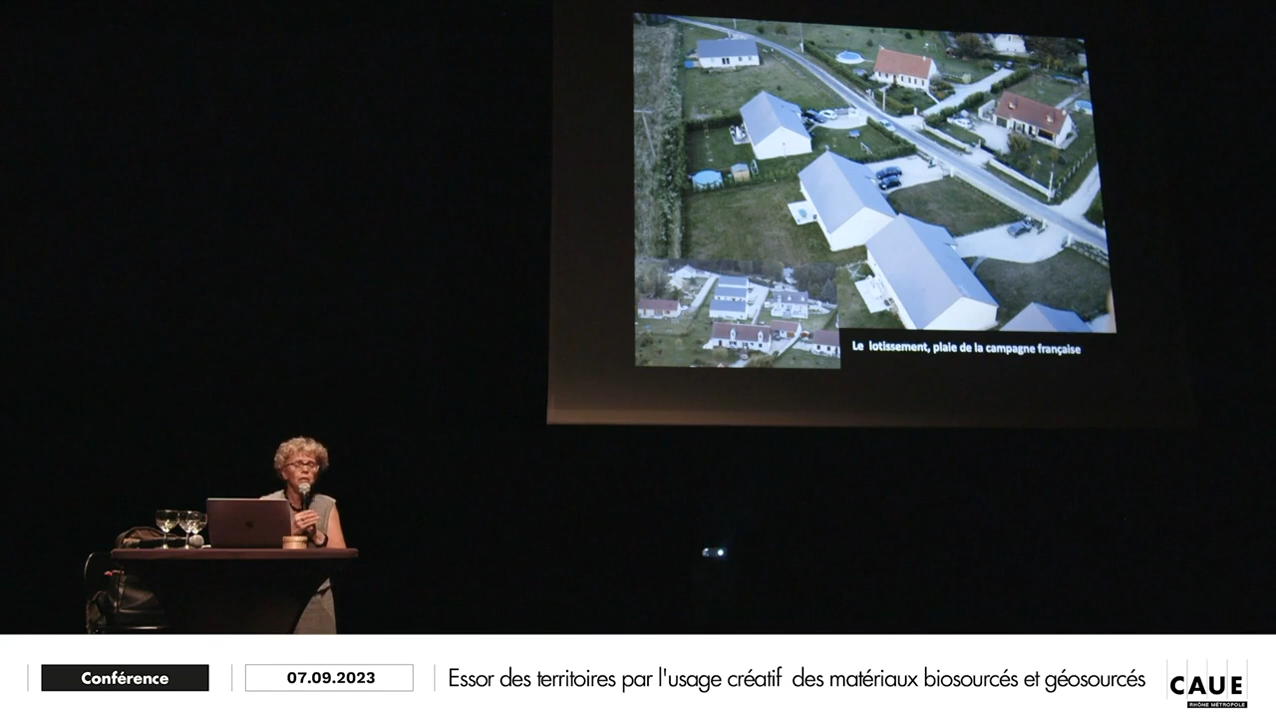 Le lotissement, plaie de la campagne française
Conférence
07.09.2023
Essor des territoires par l'usage créatif des matériaux biosourcés et géosourcés
CAUE
RHÔNE MÉTROPOLE